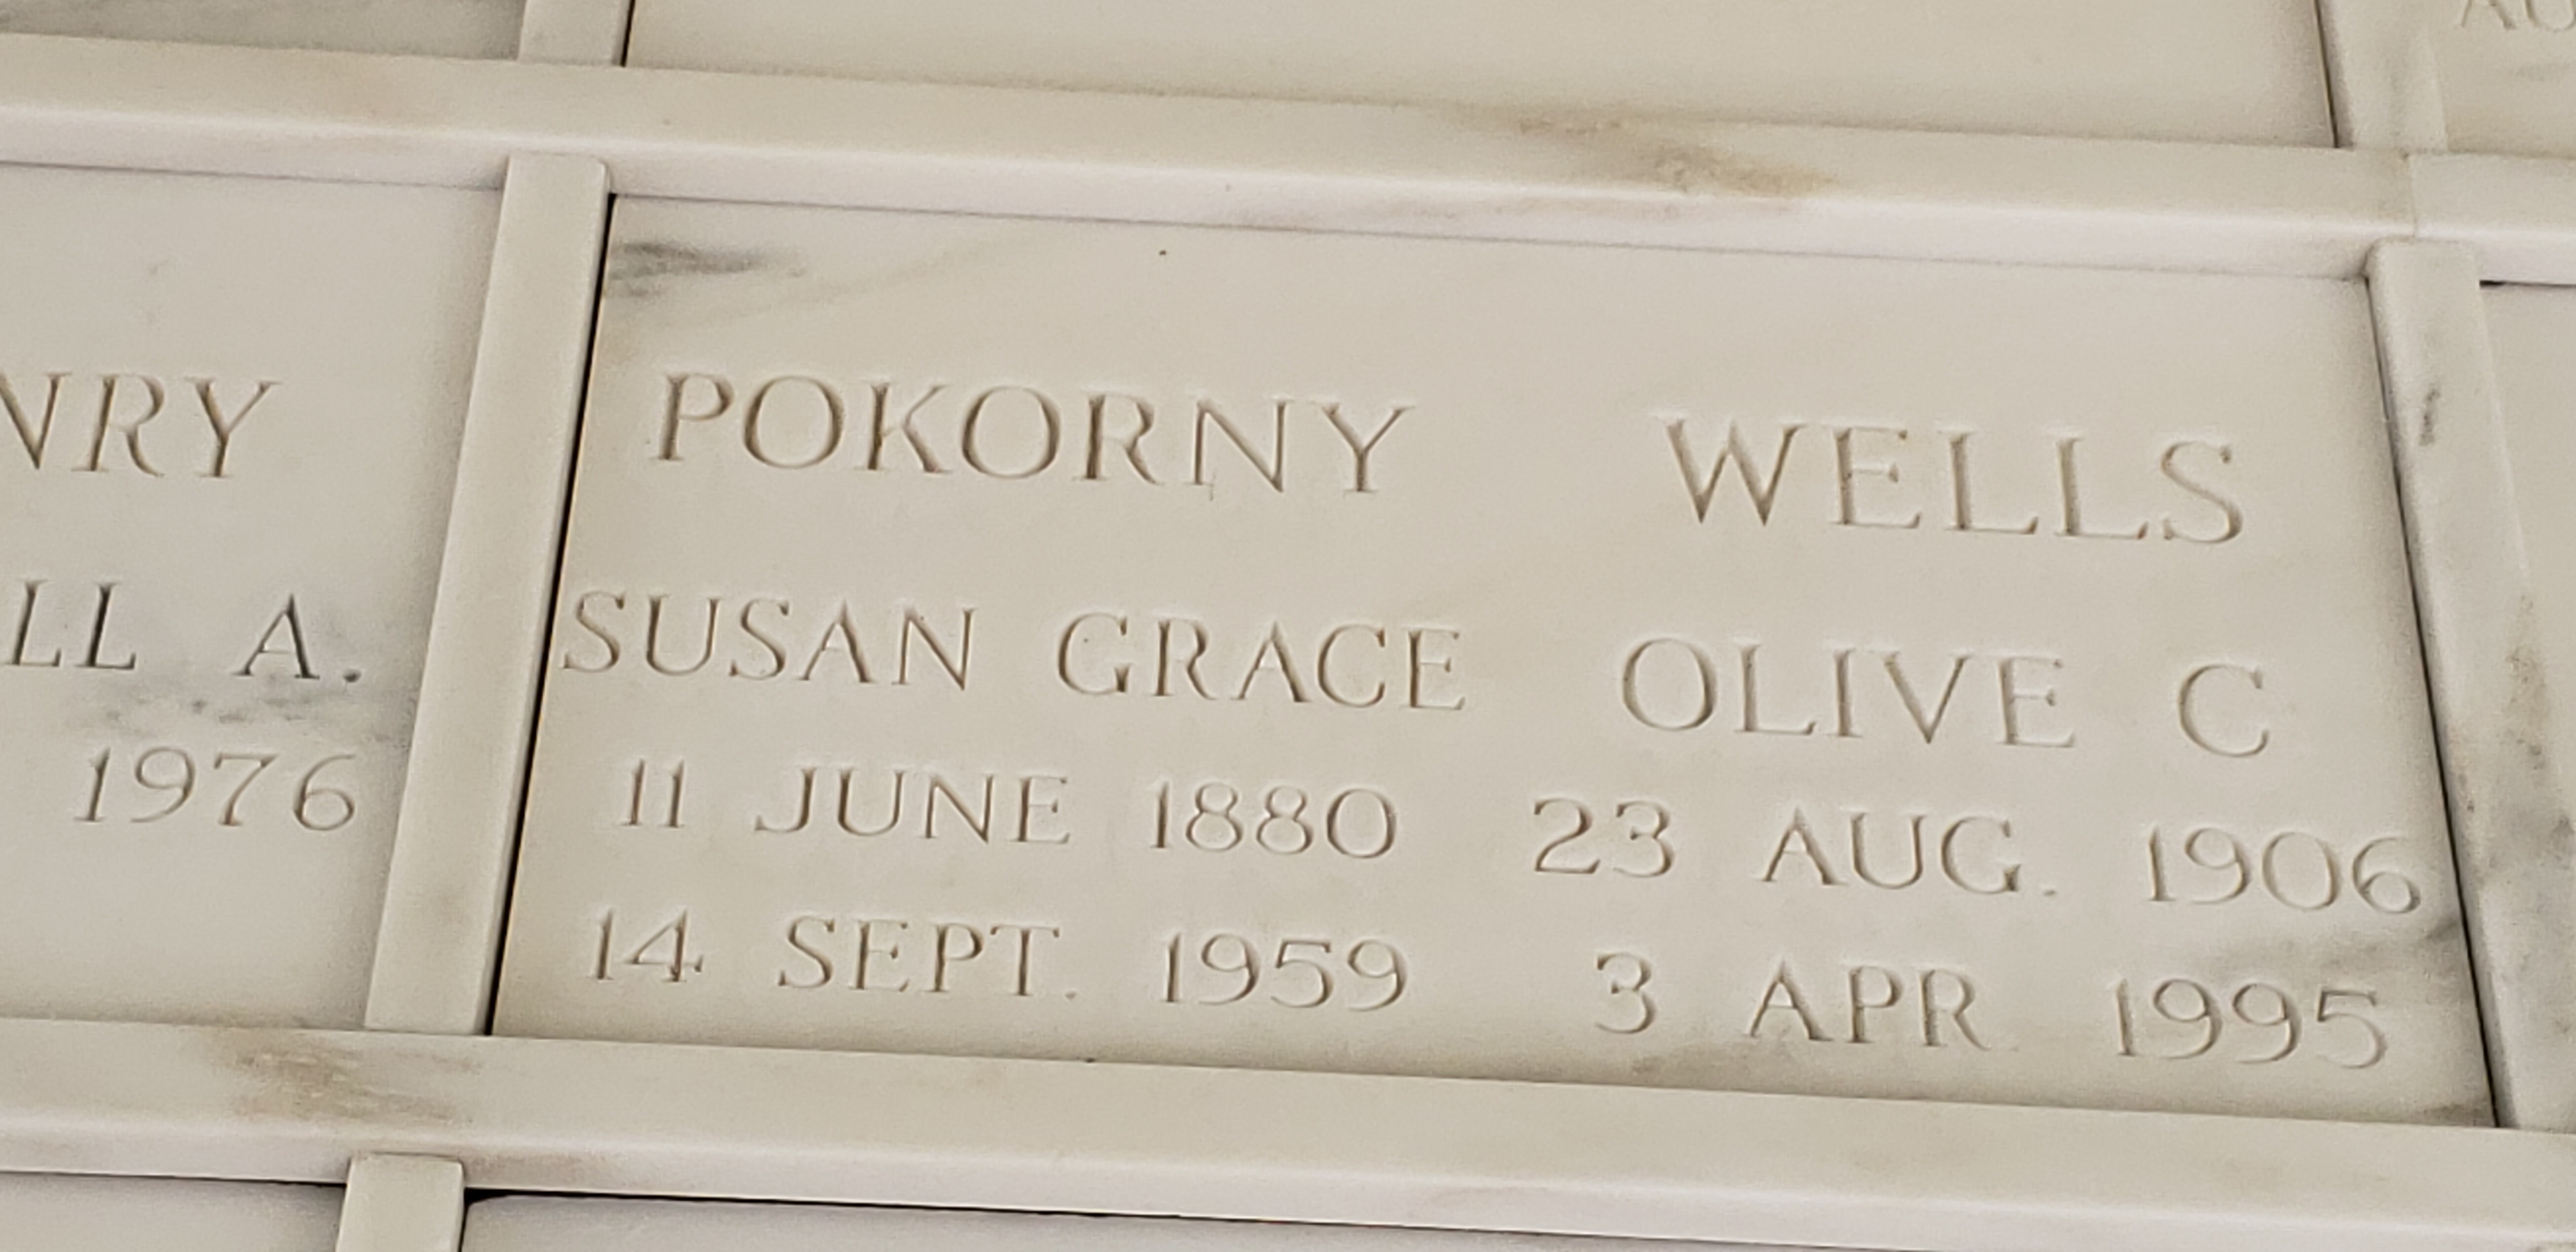 POKORNY WELLS
SUSAN GRACE OLIVE C
11 JUNE 1880 23 AUG. 1906
14 SEPT. 1959 3 APR 1995
NRY
LL A.
1976
AU